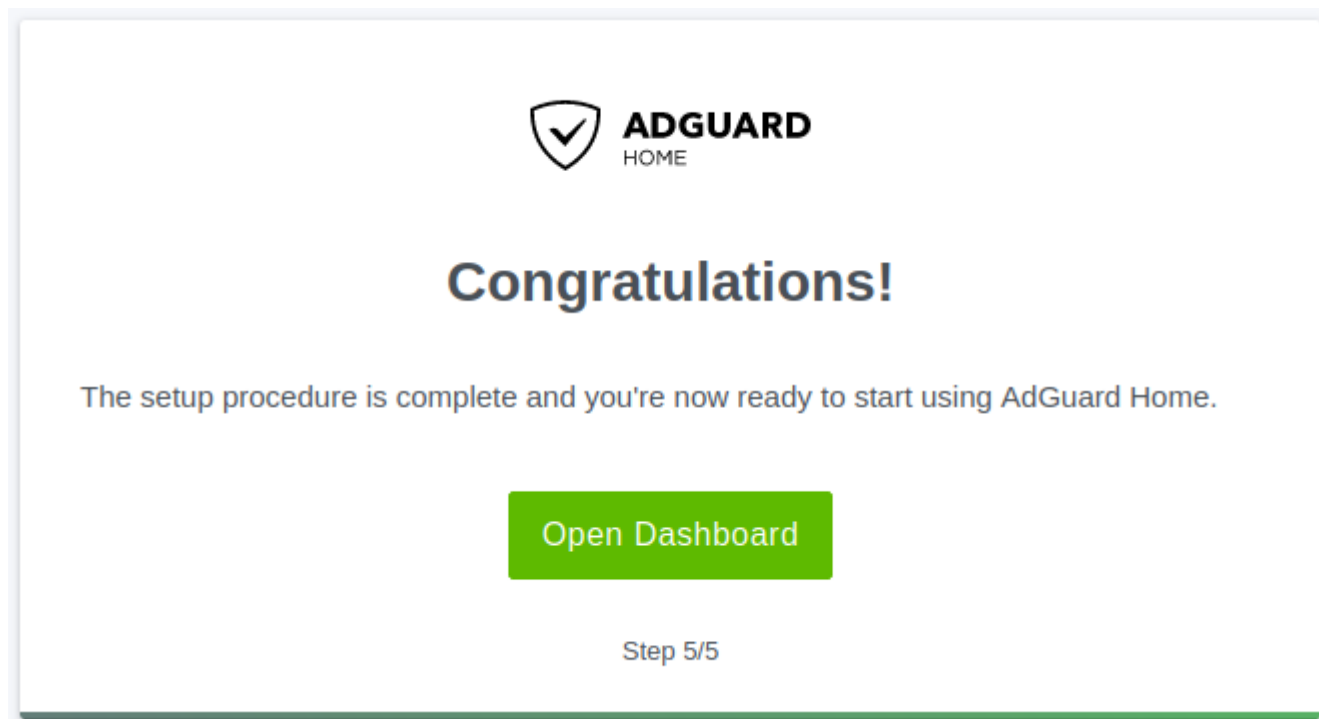 ADGUARD
HOME
Congratulations!
The setup procedure is complete and you're now ready to start using AdGuard Home.
Open Dashboard
Step 5/5